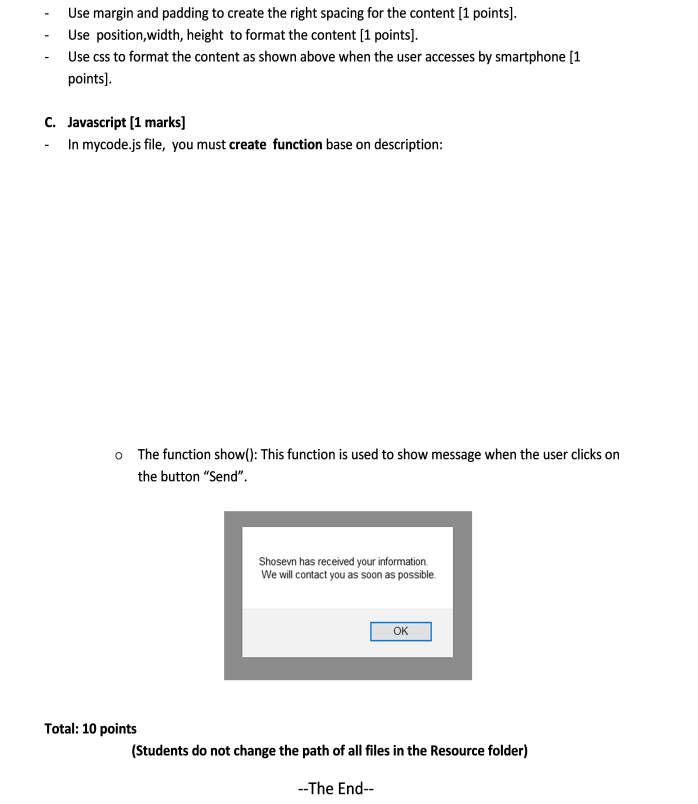 - Use margin and padding to create the right spacing for the content [1 points].
- Use position,width, height to format the content [1 points].
- Use css to format the content as shown above when the user accesses by smartphone [1
points].
C. Javascript [1 marks]
- In mycode.js file, you must create function base on description:
o The function show(): This function is used to show message when the user clicks on
the button “Send”.
Shosevn has received your information.
We will contact you as soon as possible.
OK
Total: 10 points
(Students do not change the path of all files in the Resource folder)
--The End--